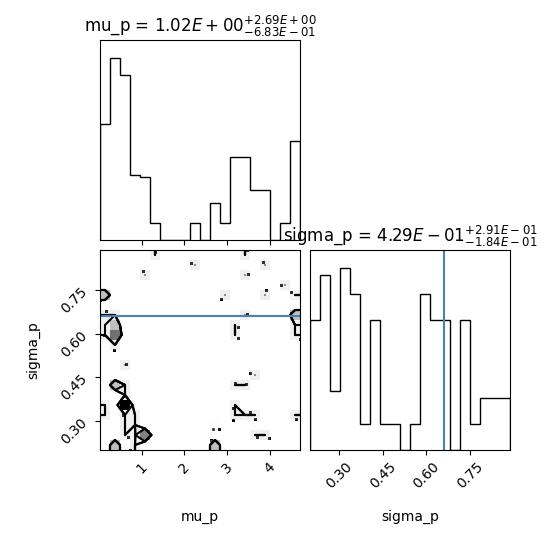 mu_p = 1.02E + 00 +2.69E+00 −6.83E−01
sigma_p = 4.29E − 01 +2.91E−01 −1.84E−01
0.75
0.60
0.45
0.30
sigma_p
1 2 3 4
0.30 0.45 0.60 0.75
mu_p
sigma_p